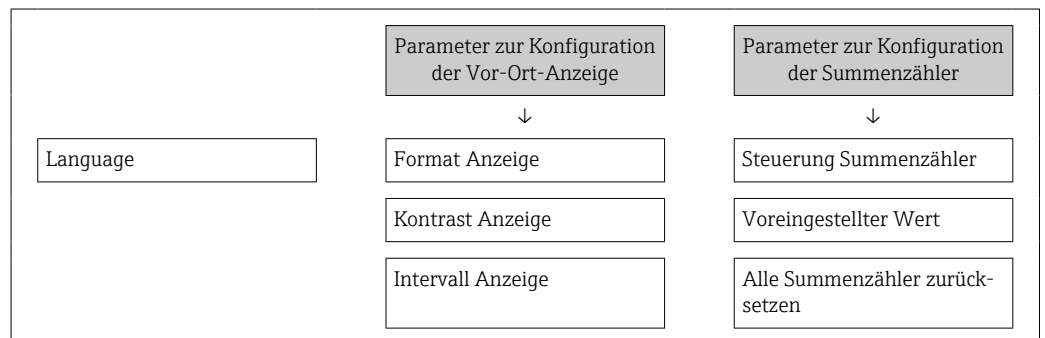 Parameter zur Konfiguration
der Vor-Ort-Anzeige
Parameter zur Konfiguration
der Summenzähler
↓
↓
Language
Format Anzeige
Steuerung Summenzähler
Kontrast Anzeige
Voreingestellter Wert
Intervall Anzeige
Alle Summenzähler zurück-
setzen